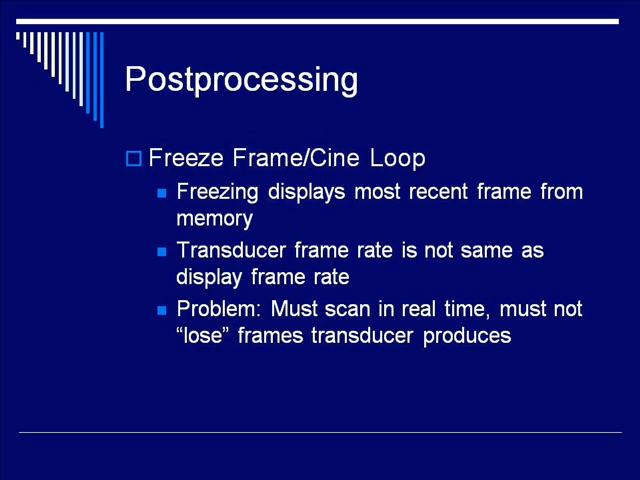 Postprocessing
Freeze Frame/Cine Loop
Freezing displays most recent frame from
memory
Transducer frame rate is not same as
display frame rate
Problem: Must scan in real time, must not
“lose” frames transducer produces